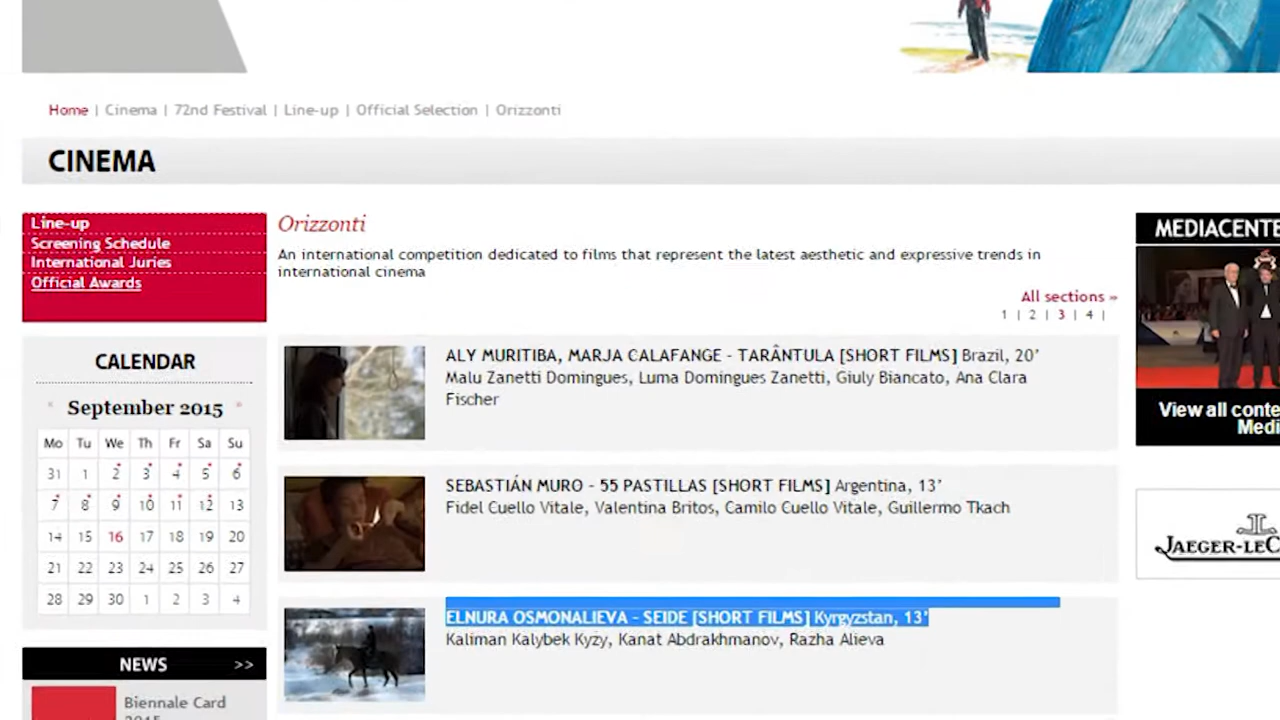 Home | Cinema | 72nd Festival | Line-up | Official Selection | Orizzonti
CINEMA
Line-up
Screening Schedule
International Juries
Official Awards
CALENDAR
September 2015
Mo Tu We Th Fr Sa Su
31 1 2 3 4 5 6
7 8 9 10 11 12 13
14 15 16 17 18 19 20
21 22 23 24 25 26 27
28 29 30 1 2 3 4
NEWS >>
Biennale Card
2015
Orizzonti
An international competition dedicated to films that represent the latest aesthetic and expressive trends in
international cinema
All sections »
1 | 2 | 3 | 4 |
ALY MURITIBA, MARJA CALAFANGE - TARÂNTULA [SHORT FILMS] Brazil, 20’
Malu Zanetti Domingues, Luma Domingues Zanetti, Giuly Biancato, Ana Clara
Fischer
SEBASTIÁN MURO - 55 PASTILLAS [SHORT FILMS] Argentina, 13’
Fidel Cuello Vitale, Valentina Britos, Camilo Cuello Vitale, Guillermo Tkach
ELNURA OSMONALIEVA - SEIDE [SHORT FILMS] Kyrgyzstan, 13’
Kaliman Kalybek Kyzy, Kanat Abdrakhmanov, Razha Alieva
MEDIACENTE
View all conte
Medi
JAEGER-LEC